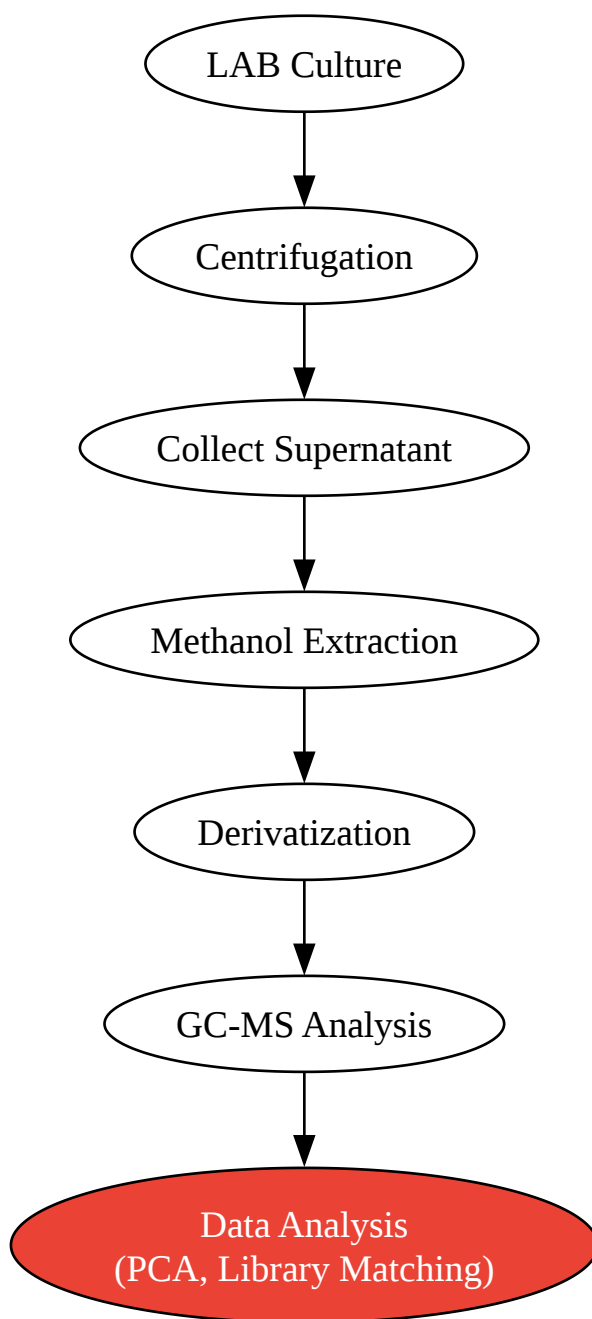 LAB Culture
Centrifugation
Collect Supernatant
Methanol Extraction
Derivatization
GC-MS Analysis
Data Analysis
(PCA, Library Matching)